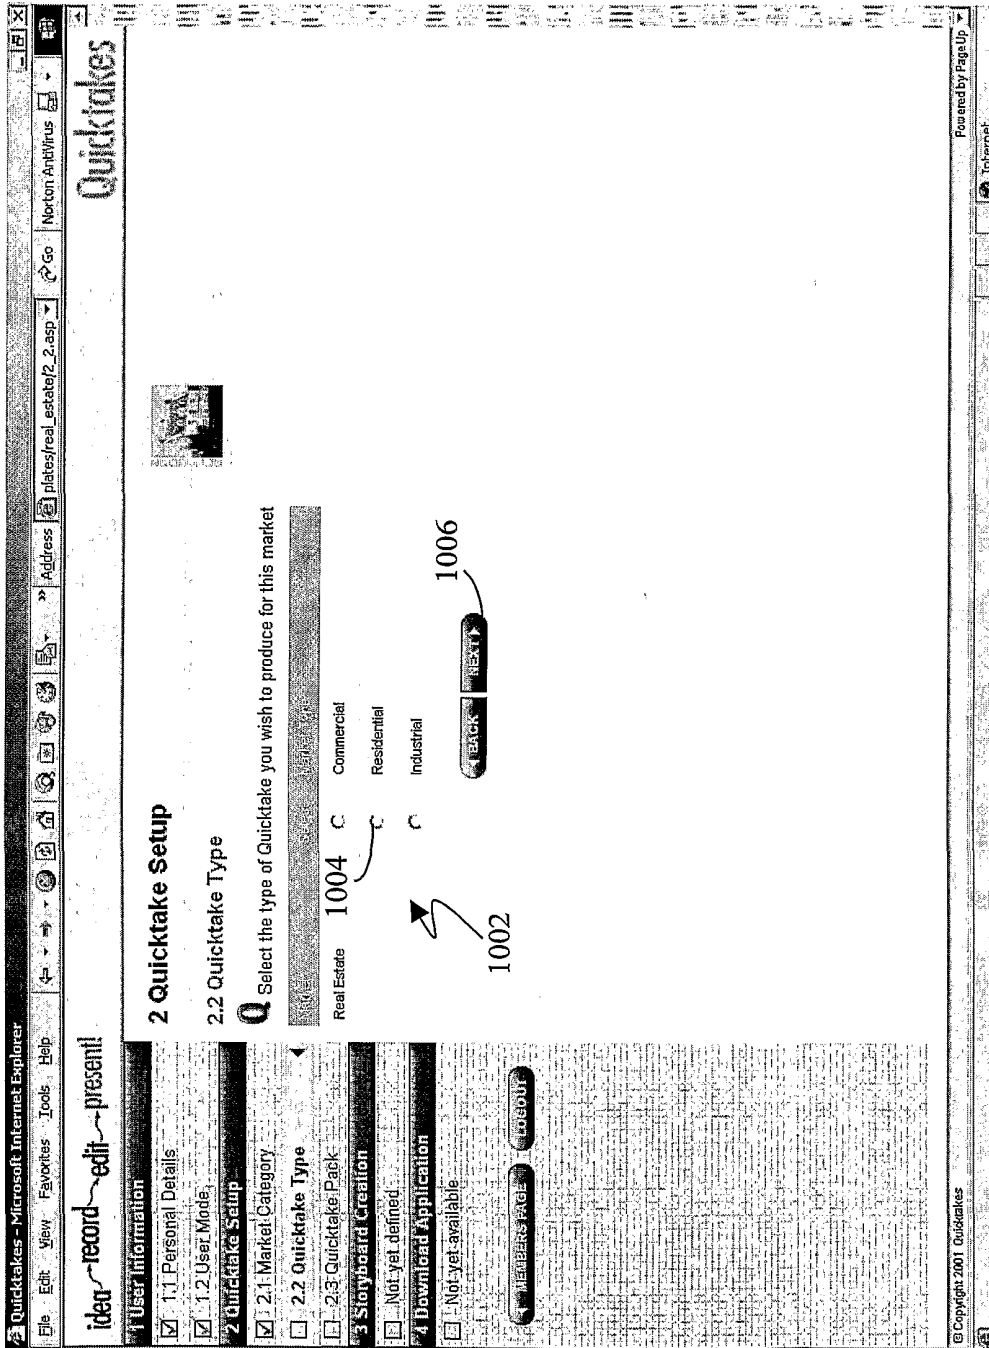 Quicktakes - Microsoft Internet Explorer
File Edit View Favorites Tools Help
» Address plates/real_estate/2_2.asp Go Norton AntiVirus
idea record edit present!
Quicktakes
1 User Information
1.1 Personal Details
1.2 User Mode
2 Quicktake Setup
2.1 Market Category
2.2 Quicktake Type
2.3 Quicktake Pack
3 Storyboard Creation
Not yet defined
4 Download Application
Not yet available
MEMBERS PAGE LOGOUT
2 Quicktake Setup
2.2 Quicktake Type
Q Select the type of Quicktake you wish to produce for this market
Real Estate
Commercial
Residential
Industrial
1004
1002
BACK NEXT
1006
© Copyright 2001 Quicktakes
Powered by PageUp
Internet